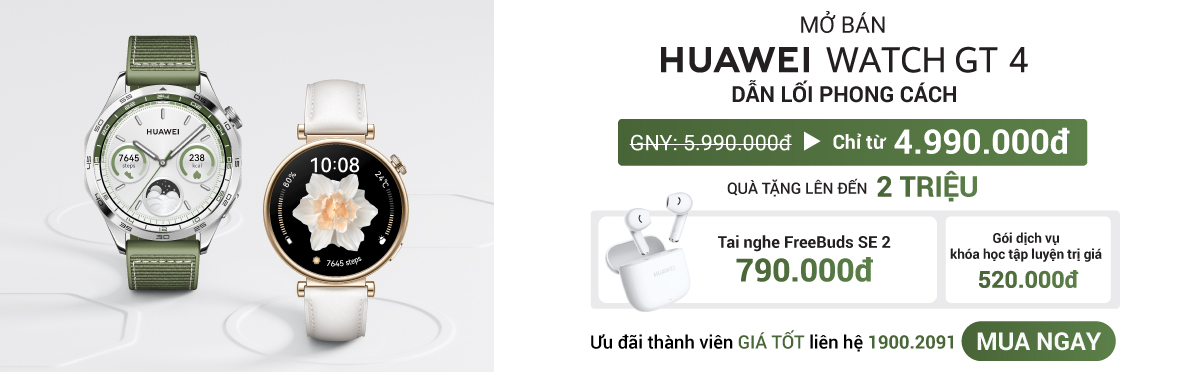 MỞ BÁN
HUAWEI WATCH GT 4
DẪN LỐI PHONG CÁCH
GNY: 5.990.000đ ▶ Chỉ từ 4.990.000đ
QUÀ TẶNG LÊN ĐẾN 2 TRIỆU
Tai nghe FreeBuds SE 2
790.000đ
Gói dịch vụ
khóa học tập luyện trị giá
520.000đ
Ưu đãi thành viên GIÁ TỐT liên hệ 1900.2091 MUA NGAY
HUAWEI
HUAWEI
7645
steps
238
kcal
10:08
80%
24°C
7645 steps